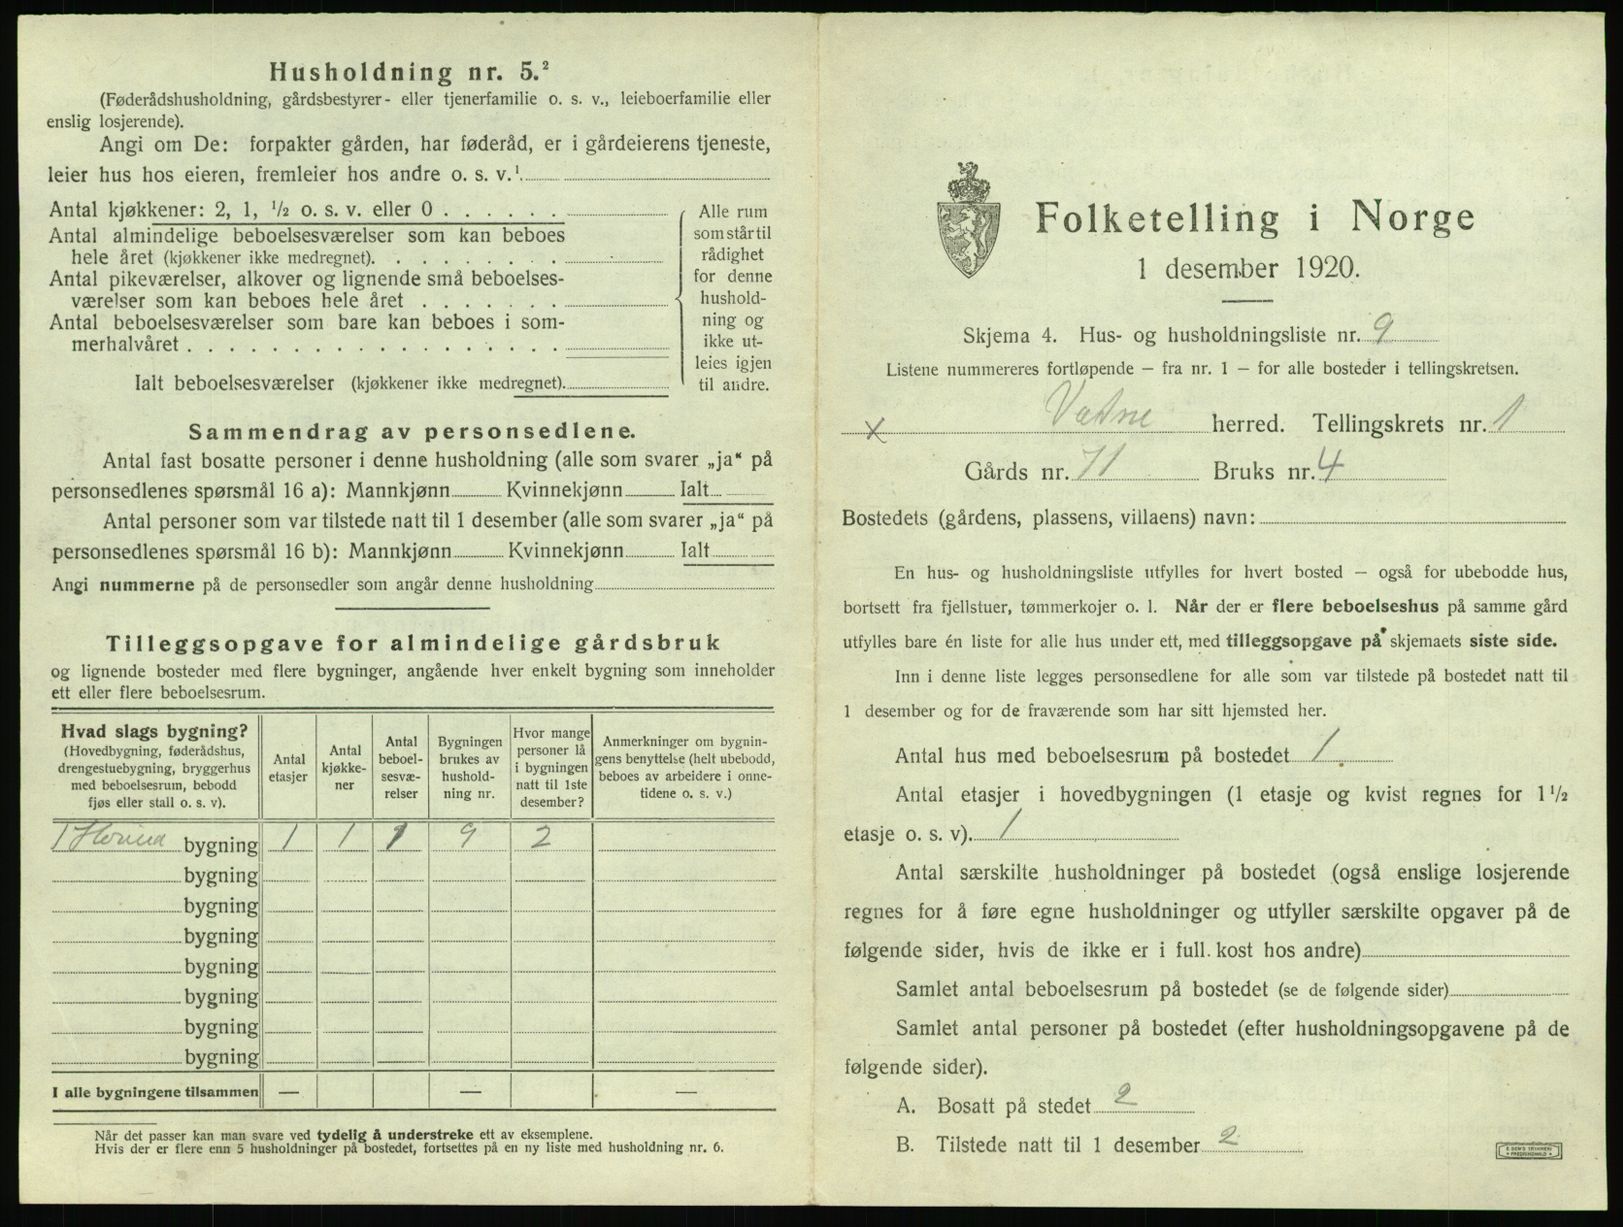 Husholdning nr. 5.²
(Føderådshusholdning, gårdsbestyrer- eller tjenerfamilie o. s. v., leieboerfamilie eller
enslig losjerende).
Angi om De: forpakter gården, har føderåd, er i gårdeierens tjeneste,
leier hus hos eieren, fremleier hos andre o. s. v.¹
Antal kjøkkener: 2, 1, ½ o. s. v. eller 0 . . . . . .
Antal almindelige beboelsesværelser som kan beboes
hele året (kjøkkener ikke medregnet). . . . . . . .
Antal pikeværelser, alkover og lignende små beboelses-
værelser som kan beboes hele året . . . . . . .
Antal beboelsesværelser som bare kan beboes i som-
merhalvåret . . . . . . . . . . . . . . . . . .
Ialt beboelsesværelser (kjøkkener ikke medregnet).
Alle rum
som står til
rådighet
for denne
hushold-
ning og
ikke ut-
leies igjen
til andre.
Sammendrag av personsedlene.
Antal fast bosatte personer i denne husholdning (alle som svarer „ja“ på
personsedlenes spørsmål 16 a): Mannkjønn Kvinnekjønn Ialt
Antal personer som var tilstede natt til 1 desember (alle som svarer „ja“ på
personsedlenes spørsmål 16 b): Mannkjønn Kvinnekjønn Ialt
Angi nummerne på de personsedler som angår denne husholdning
Tilleggsopgave for almindelige gårdsbruk
og lignende bosteder med flere bygninger, angående hver enkelt bygning som inneholder
ett eller flere beboelsesrum.
Hvad slags bygning?
(Hovedbygning, føderådshus,
drengestuebygning, bryggerhus
med beboelsesrum, bebodd
fjøs eller stall o. s. v).
Antal
etasjer
Antal
kjøkke-
ner
Antal
beboel-
sesvæ-
relser
Bygningen
brukes av
hushold-
ning nr.
Hvor mange
personer lå
i bygningen
natt til 1ste
desember?
Anmerkninger om bygnin-
gens benyttelse (helt ubebodd,
beboes av arbeidere i onne-
tidene o. s. v.)
bygning 1 1 1 9 2
bygning
bygning
bygning
bygning
bygning
bygning
bygning
I alle bygningene tilsammen — — —
Når det passer kan man svare ved tydelig å understreke ett av eksemplene.
Hvis der er flere enn 5 husholdninger på bostedet, fortsettes på en ny liste med husholdning nr. 6.
Folketelling i Norge
1 desember 1920.
Skjema 4. Hus- og husholdningsliste nr. 9
Listene nummereres fortløpende — fra nr. 1 — for alle bosteder i tellingskretsen.
x Vatne herred. Tellingskrets nr. 1
Gårds nr. 71 Bruks nr. 4
Bostedets (gårdens, plassens, villaens) navn:
En hus- og husholdningsliste utfylles for hvert bosted — også for ubebodde hus,
bortsett fra fjellstuer, tømmerkojer o. l. Når der er flere beboelseshus på samme gård
utfylles bare én liste for alle hus under ett, med tilleggsopgave på skjemaets siste side.
Inn i denne liste legges personsedlene for alle som var tilstede på bostedet natt til
1 desember og for de fraværende som har sitt hjemsted her.
Antal hus med beboelsesrum på bostedet 1
Antal etasjer i hovedbygningen (1 etasje og kvist regnes for 1½
etasje o. s. v). 1
Antal særskilte husholdninger på bostedet (også enslige losjerende
regnes for å føre egne husholdninger og utfyller særskilte opgaver på de
følgende sider, hvis de ikke er i full kost hos andre)
Samlet antal beboelsesrum på bostedet (se de følgende sider)
Samlet antal personer på bostedet (efter husholdningsopgavene på de
følgende sider).
A. Bosatt på stedet 2
B. Tilstede natt til 1 desember 2